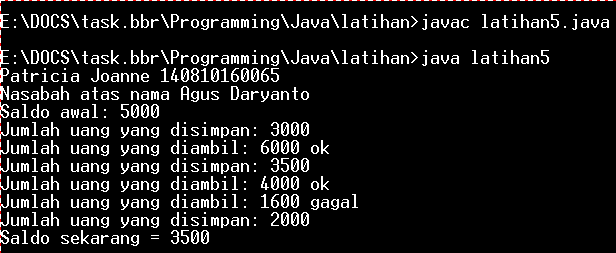 E:\DOCS\task.bbr\Programming\Java\latihan>javac latihan5.java
E:\DOCS\task.bbr\Programming\Java\latihan>java latihan5
Patricia Joanne 140810160065
Nasabah atas nama Agus Daryanto
Saldo awal: 5000
Jumlah uang yang disimpan: 3000
Jumlah uang yang diambil: 6000 ok
Jumlah uang yang disimpan: 3500
Jumlah uang yang diambil: 4000 ok
Jumlah uang yang diambil: 1600 gagal
Jumlah uang yang disimpan: 2000
Saldo sekarang = 3500